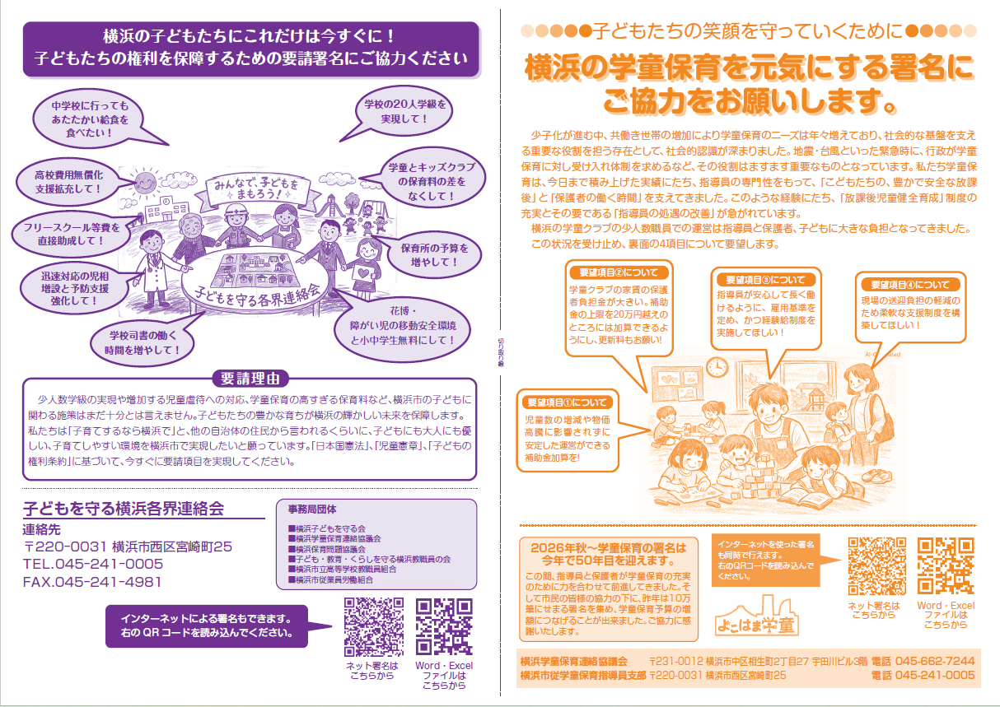 横浜の子どもたちにこれだけは今すぐに！
子どもたちの権利を保障するための要請署名にご協力ください
中学校に行っても
あたたかい給食を
食べたい！
学校の20人学級を
実現して！
高校費用無償化
支援拡充して！
学童とキッズクラブ
の保育料の差を
なくして！
フリースクール等費を
直接助成して！
保育所の予算を
増やして！
迅速対応の児相
増設と予防支援
強化して！
花博・
障がい児の移動安全環境
と小中学生無料にして！
学校司書の働く
時間を増やして！
みんなで、子どもを
まもろう！
子どもを守る各界連絡会
要請理由
少人数学級の実現や増加する児童虐待への対応、学童保育の高すぎる保育料など、横浜市の子どもに
関わる施策はまだ十分とは言えません。子どもたちの豊かな育ちが横浜の輝かしい未来を保障します。
私たちは「子育てするなら横浜で」と、他の自治体の住民から言われるくらいに、子どもにも大人にも優
しい、子育てしやすい環境を横浜市で実現したいと願っています。「日本国憲法」、「児童憲章」、「子どもの
権利条約」に基づいて、今すぐに要請項目を実現してください。
子どもを守る横浜各界連絡会
連絡先
〒220-0031 横浜市西区宮崎町25
TEL.045-241-0005
FAX.045-241-4981
事務局団体
■横浜子どもを守る会
■横浜学童保育連絡協議会
■横浜保育問題協議会
■子ども・教育・くらしを守る横浜教職員の会
■横浜市立高等学校教職員組合
■横浜市従業員労働組合
インターネットによる署名もできます。
右の QR コードを読み込んでください。
ネット署名は
こちらから
Word・Excel
ファイルは
こちらから
切り取り線
子どもたちの笑顔を守っていくために
横浜の学童保育を元気にする署名に
ご協力をお願いします。
少子化が進む中、共働き世帯の増加により学童保育のニーズは年々増えており、社会的な基盤を支え
る重要な役割を担う存在として、社会的認識が深まりました。地震・台風といった緊急時に、行政が学童
保育に対し受け入れ体制を求めるなど、その役割はますます重要なものとなっています。私たち学童保
育は、今日まで積み上げた実績にたち、指導員の専門性をもって、「こどもたちの、豊かで安全な放課
後」と「保護者の働く時間」を支えてきました。このような経験にたち、「放課後児童健全育成」制度の
充実とその要である「指導員の処遇の改善」が急がれています。
横浜の学童クラブの少人数職員での運営は指導員と保護者、子どもに大きな負担となってきました。
この状況を受け止め、裏面の4項目について要望します。
要望項目②について
学童クラブの家賃の保護
者負担金が大きい。補助
金の上限を20万円越えの
ところには加算できるよ
うにし、更新料もお願い！
要望項目③について
指導員が安心して長く働
けるように、雇用基準を
定め、かつ経験給制度を
実施してほしい！
要望項目④について
現場の送迎負担の軽減の
ため柔軟な支援制度を構
築してほしい！
要望項目①について
児童数の増減や物価
高騰に影響されずに
安定した運営ができる
補助金加算を!
2026年秋～学童保育の署名は
今年で50年目を迎えます。
この間、指導員と保護者が学童保育の充実
のために力を合わせて前進してきました。そ
して市民の皆様の協力の下に、昨年は10万
筆にせまる署名を集め、学童保育予算の増
額につなげることが出来ました。ご協力に感
謝いたします。
インターネットを使った署名
も同時で行えます。
右のQRコードを読み込んで
ください。
よこはま学童
ネット署名は
こちらから
Word・Excel
ファイルは
こちらから
横浜学童保育連絡協議会 〒231-0012 横浜市中区相生町2丁目27 宇田川ビル3階 電話 045-662-7244
横浜市従学童保育指導員支部 〒220-0031 横浜市西区宮崎町25 電話 045-241-0005